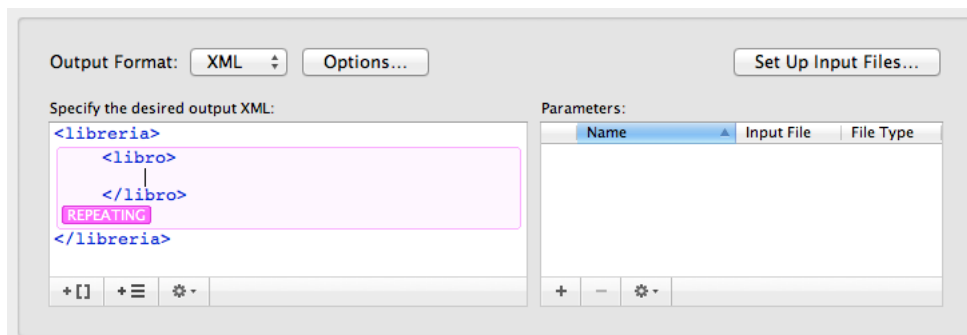 Output Format: XML Options... Set Up Input Files...
Specify the desired output XML: Parameters:
<libreria> Name Input File File Type
<libro>
</libro>
REPEATING
</libreria>
+[] +
+ −